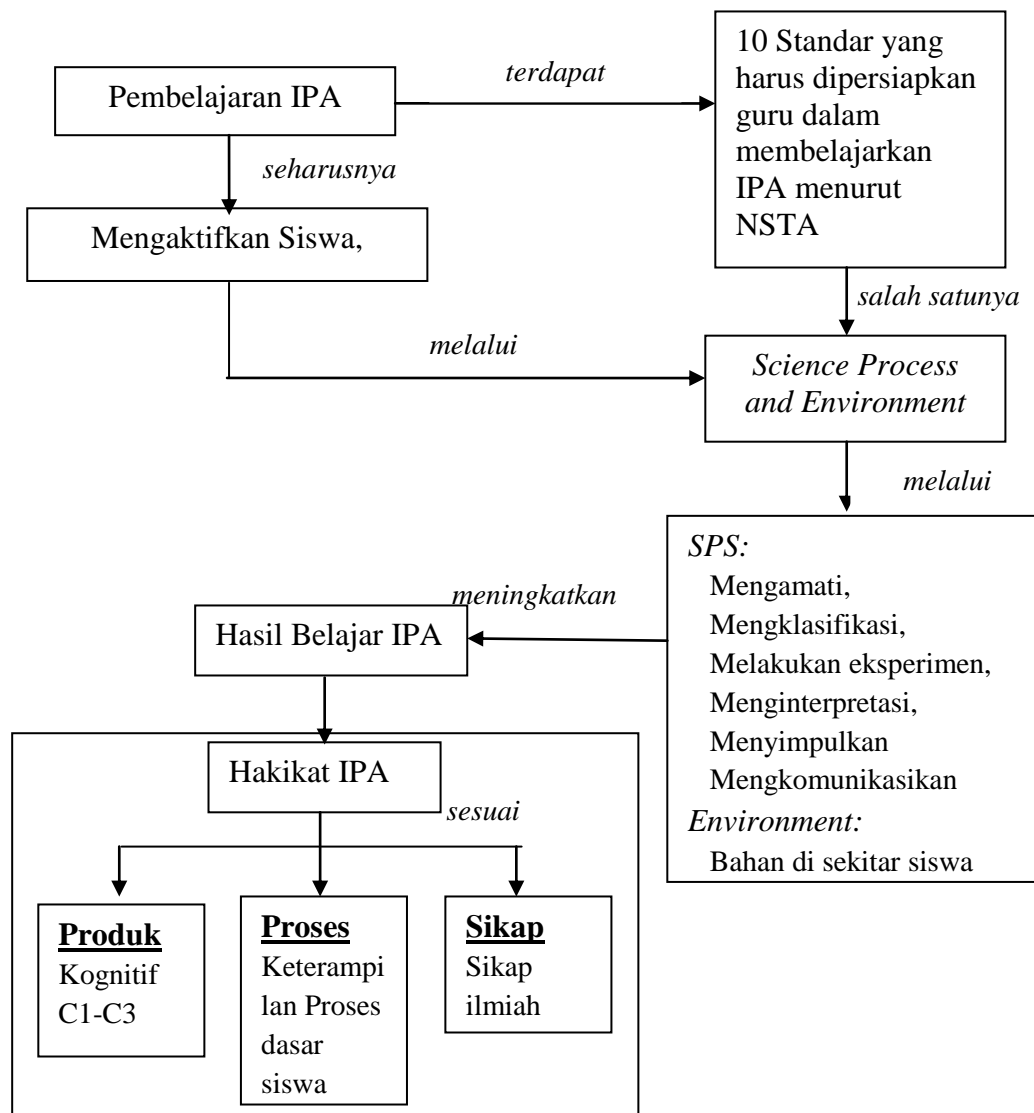 Pembelajaran IPA
terdapat
10 Standar yang
harus dipersiapkan
guru dalam
membelajarkan
IPA menurut
NSTA
seharusnya
Mengaktifkan Siswa,
salah satunya
melalui
Science Process
and Environment
melalui
SPS:
Mengamati,
Mengklasifikasi,
Melakukan eksperimen,
Menginterpretasi,
Menyimpulkan
Mengkomunikasikan
Environment:
Bahan di sekitar siswa
meningkatkan
Hasil Belajar IPA
Hakikat IPA
sesuai
Produk
Kognitif
C1-C3
Proses
Keterampi
lan Proses
dasar
siswa
Sikap
Sikap
ilmiah